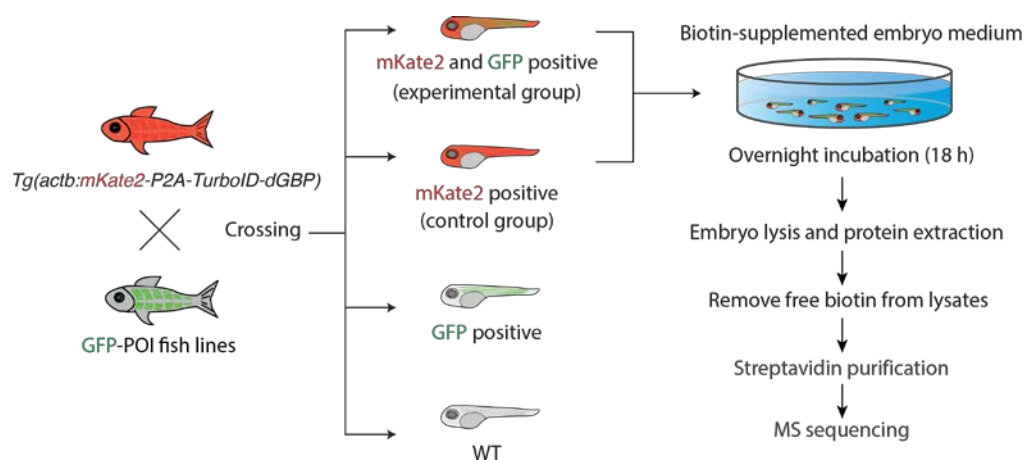 Tg(actb:mKate2-P2A-TurboID-dGBP)
GFP-POI fish lines
Crossing
mKate2 and GFP positive
(experimental group)
mKate2 positive
(control group)
GFP positive
WT
Biotin-supplemented embryo medium
Overnight incubation (18 h)
Embryo lysis and protein extraction
Remove free biotin from lysates
Streptavidin purification
MS sequencing